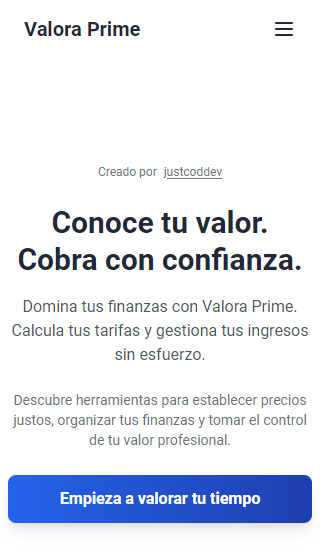 Valora Prime
Creado por justcoddev
Conoce tu valor.
Cobra con confianza.
Domina tus finanzas con Valora Prime.
Calcula tus tarifas y gestiona tus ingresos
sin esfuerzo.
Descubre herramientas para establecer precios
justos, organizar tus finanzas y tomar el control
de tu valor profesional.
Empieza a valorar tu tiempo